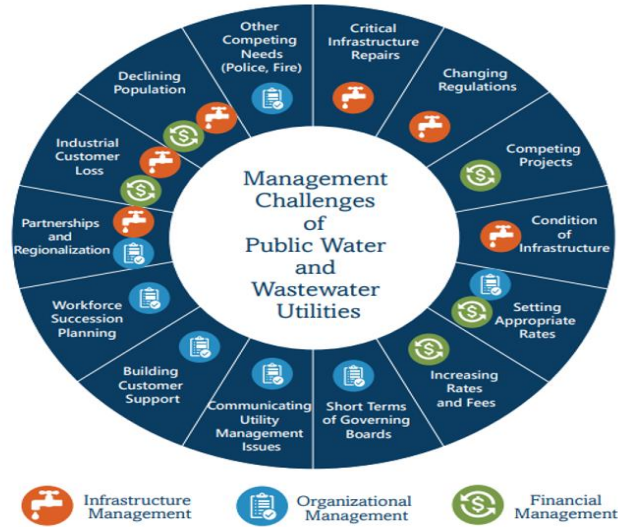 Other
Competing
Needs
(Police, Fire)
Critical
Infrastructure
Repairs
Changing
Regulations
Competing
Projects
Condition
of
Infrastructure
Setting
Appropriate
Rates
Increasing
Rates
and Fees
Short Terms
of Governing
Boards
Communicating
Utility
Management
Issues
Building
Customer
Support
Workforce
Succession
Planning
Partnerships
and
Regionalization
Industrial
Customer
Loss
Declining
Population
Management
Challenges
of
Public Water
and
Wastewater
Utilities
Infrastructure
Management
Organizational
Management
Financial
Management